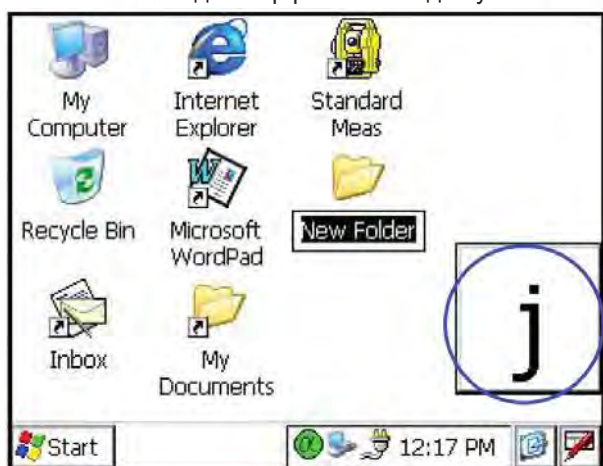 My
Computer
Internet
Explorer
Standard
Meas
Recycle Bin
Microsoft
WordPad
New Folder
Inbox
My
Documents
j
Start
α
12:17 PM